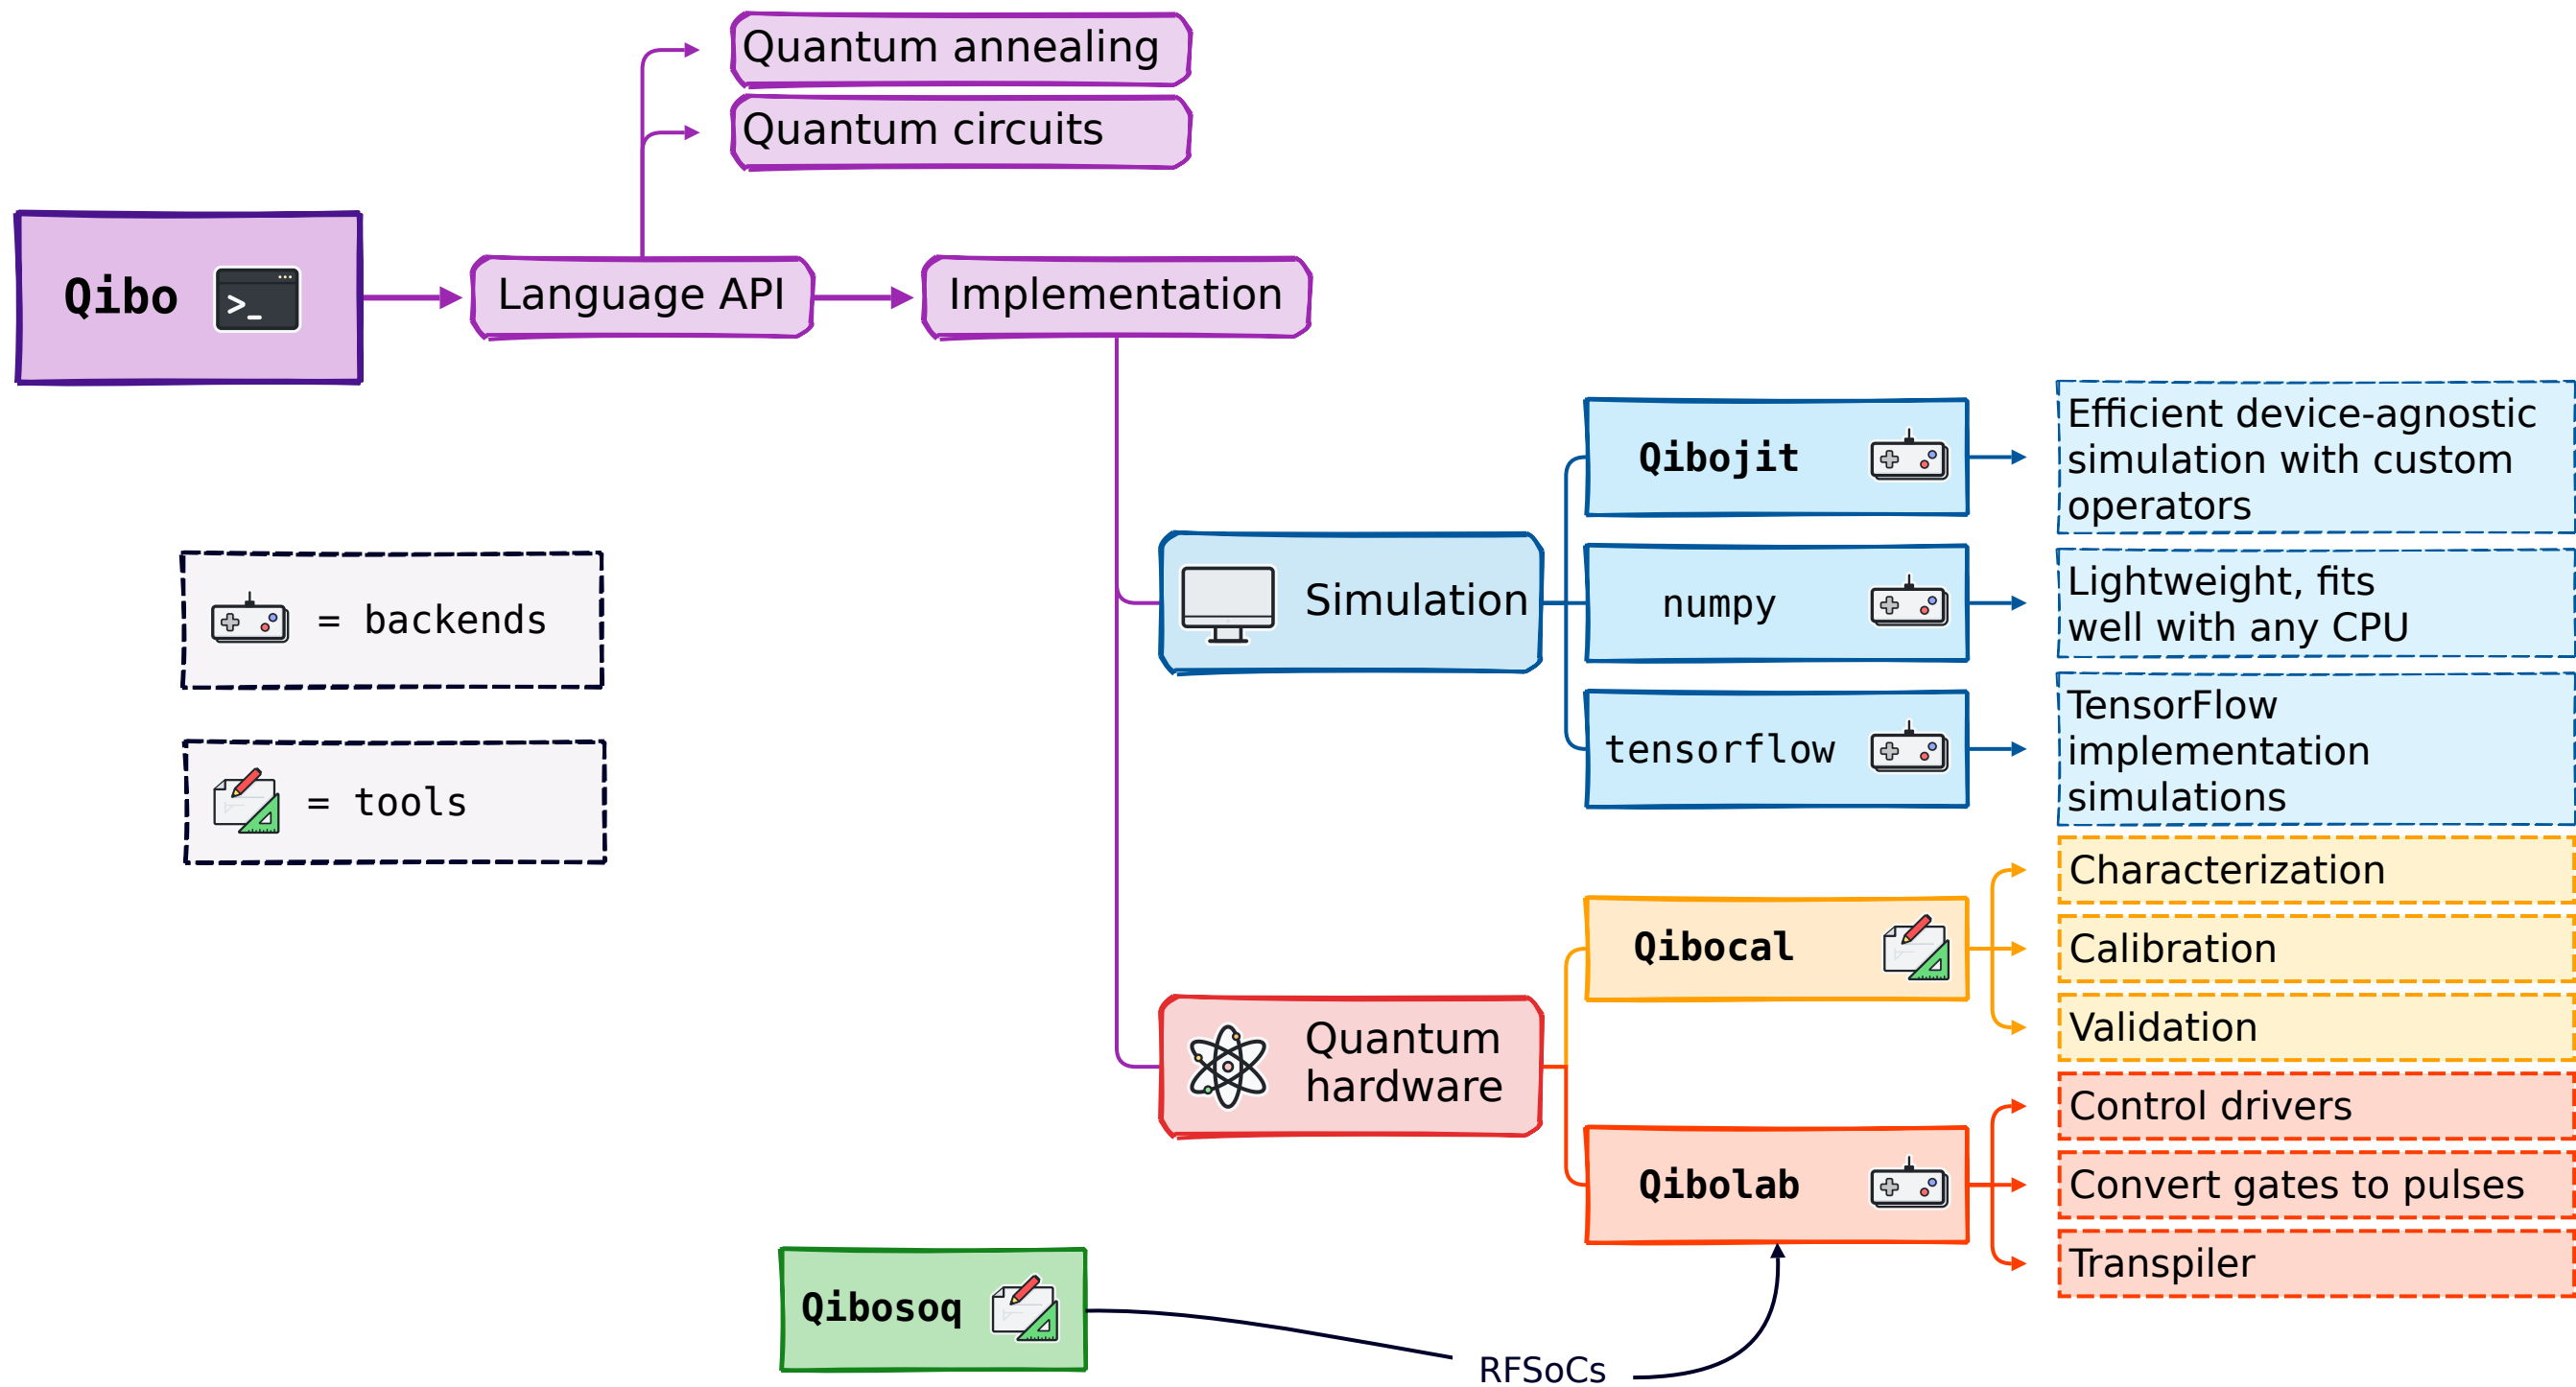 Quantum annealing
Quantum circuits
Qibo
>_
Language API
Implementation
= backends
= tools
Simulation
Qibojit
Efficient device-agnostic
simulation with custom
operators
numpy
Lightweight, fits
well with any CPU
tensorflow
TensorFlow
implementation
simulations
Quantum
hardware
Qibocal
Characterization
Calibration
Validation
Qibolab
Control drivers
Convert gates to pulses
Transpiler
Qibosoq
RFSoCs